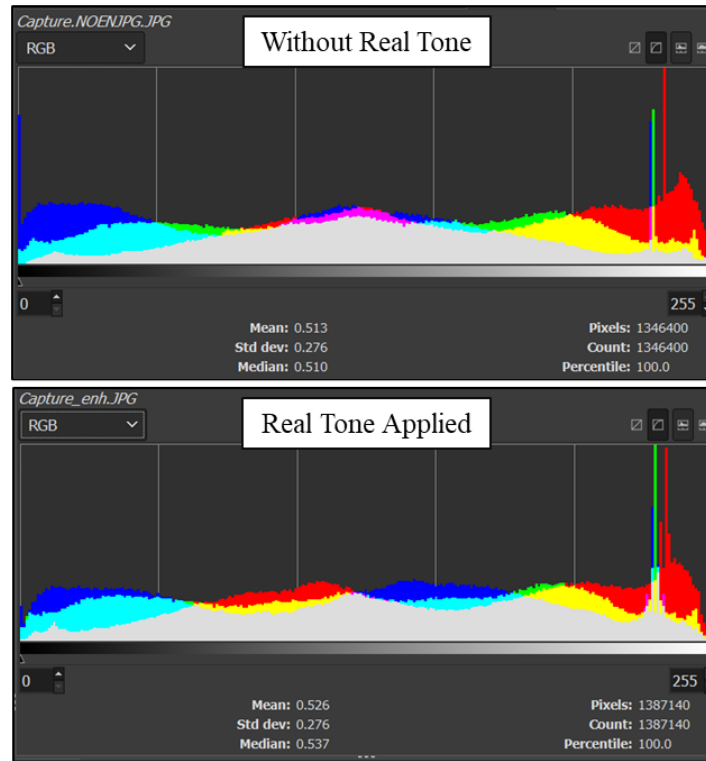 Capture.NOENJPG.JPG
RGB
Without Real Tone
0
255
Mean: 0.513 Pixels: 1346400
Std dev: 0.276 Count: 1346400
Median: 0.510 Percentile: 100.0
Capture_enh.JPG
RGB
Real Tone Applied
0
255
Mean: 0.526 Pixels: 1387140
Std dev: 0.276 Count: 1387140
Median: 0.537 Percentile: 100.0